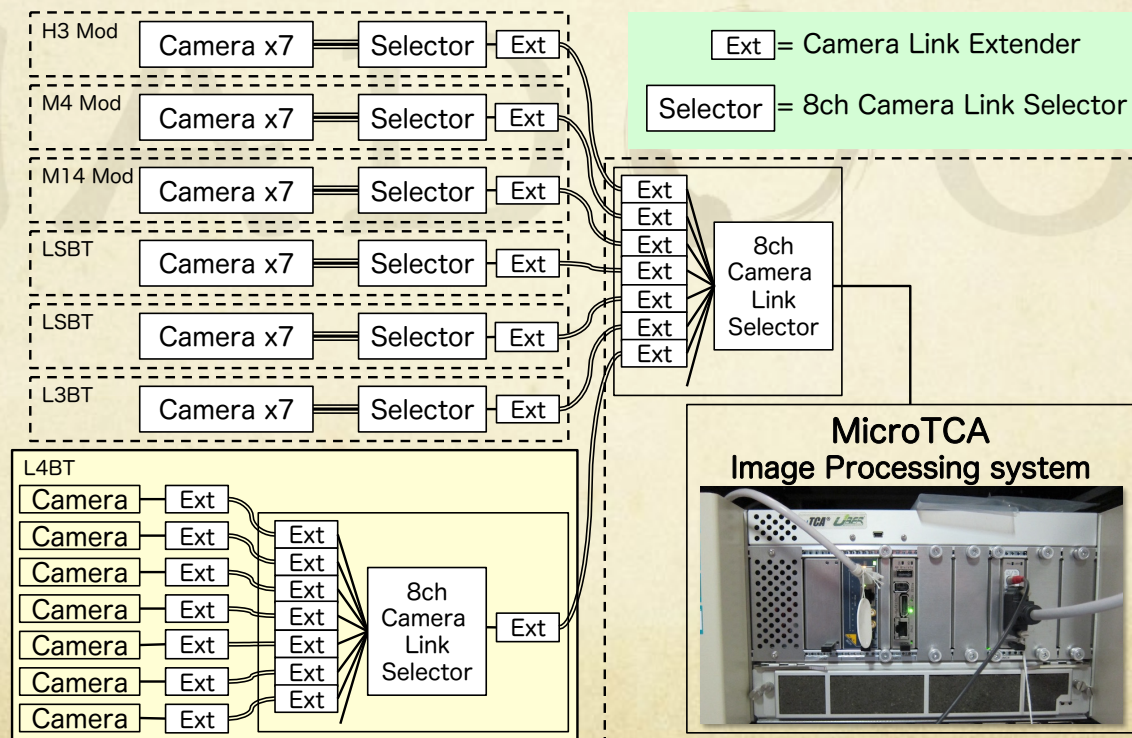 H3 Mod
Camera x7 Selector Ext
M4 Mod
Camera x7 Selector Ext
M14 Mod
Camera x7 Selector Ext
LSBT
Camera x7 Selector Ext
LSBT
Camera x7 Selector Ext
L3BT
Camera x7 Selector Ext
Ext = Camera Link Extender
Selector = 8ch Camera Link Selector
Ext
Ext
Ext
Ext
Ext
Ext
Ext
8ch
Camera
Link
Selector
L4BT
Camera Ext
Camera Ext
Camera Ext
Camera Ext
Camera Ext
Camera Ext
Camera Ext
Ext
Ext
Ext
Ext
Ext
Ext
Ext
8ch
Camera
Link
Selector
Ext
MicroTCA
Image Processing system